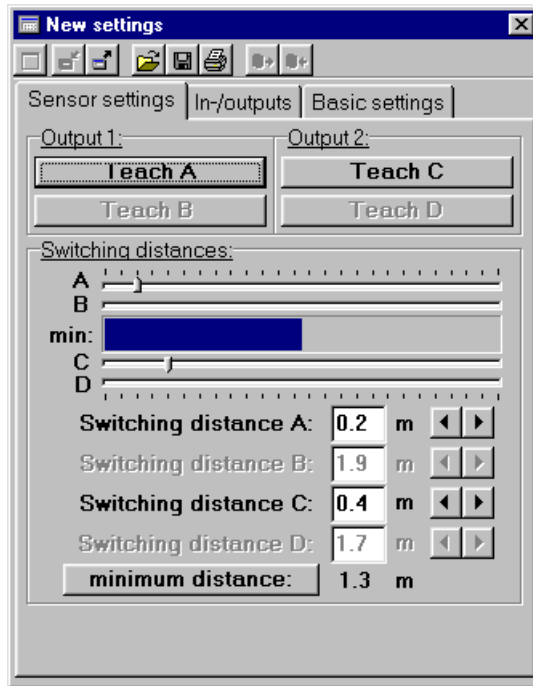 New settings
Sensor settings In-/outputs Basic settings
Output 1: Output 2:
Teach A Teach C
Teach B Teach D
Switching distances:
A
B
min:
C
D
Switching distance A: 0.2 m
Switching distance B: 1.9 m
Switching distance C: 0.4 m
Switching distance D: 1.7 m
minimum distance: 1.3 m